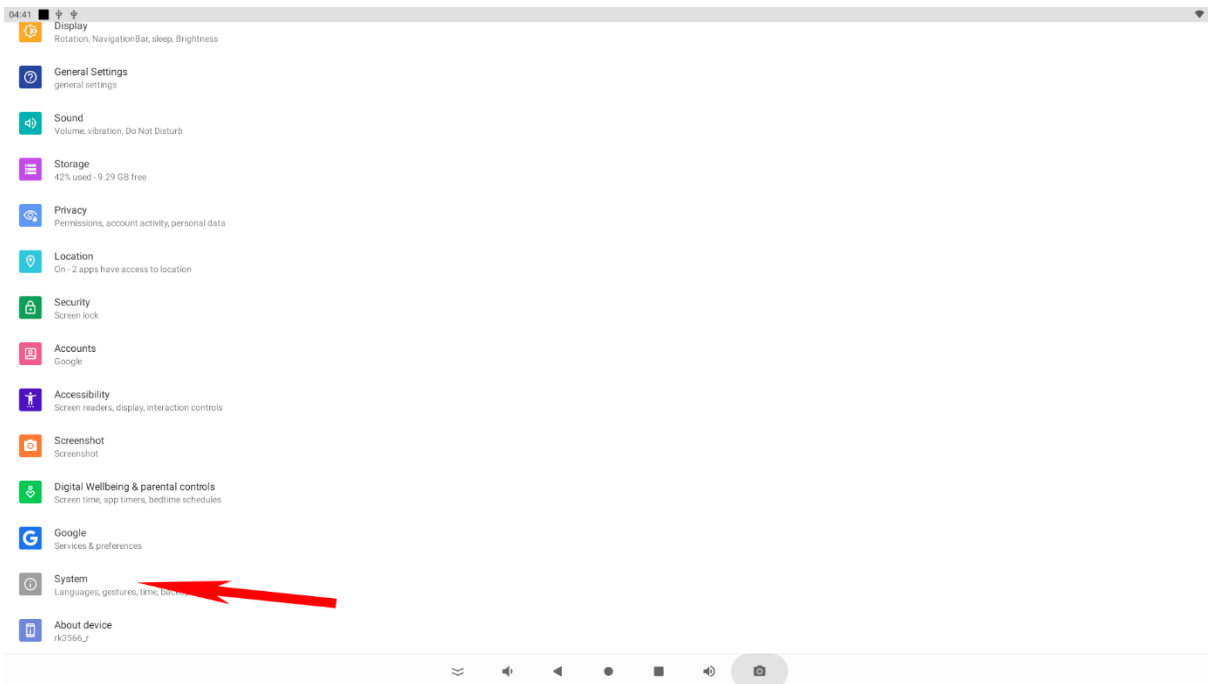 04:41
Display
Rotation, NavigationBar, sleep, Brightness
General Settings
general settings
Sound
Volume, vibration, Do Not Disturb
Storage
42% used - 9.29 GB free
Privacy
Permissions, account activity, personal data
Location
On - 2 apps have access to location
Security
Screen lock
Accounts
Google
Accessibility
Screen readers, display, interaction controls
Screenshot
Screenshot
Digital Wellbeing & parental controls
Screen time, app timers, bedtime schedules
Google
Services & preferences
System
Languages, gestures, time,
About device
rk3566_r